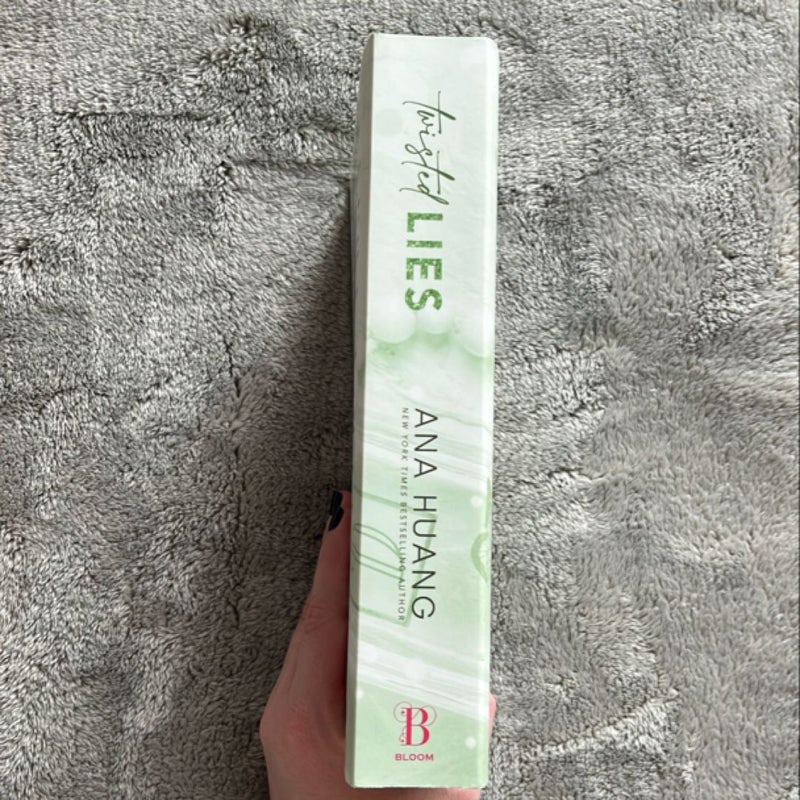 twisted
LIES
ANA HUANG
NEW YORK TIMES BESTSELLING AUTHOR
B
BLOOM